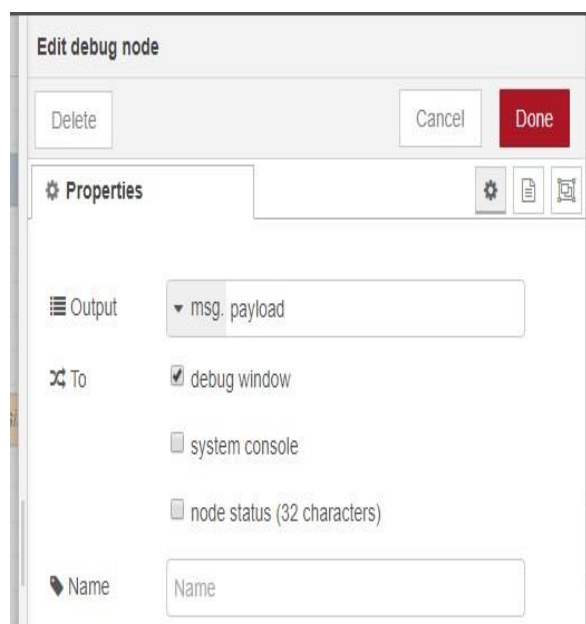 Edit debug node
Delete Cancel Done
Properties
Output msg. payload
To debug window
system console
node status (32 characters)
Name Name